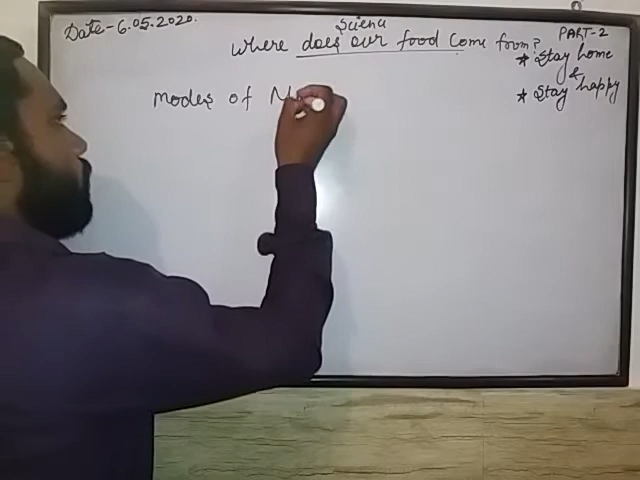 Date-6.05.2020.
Science
Where does our food come from?
PART-2
* Stay home
&
* Stay happy
Modes of Nu